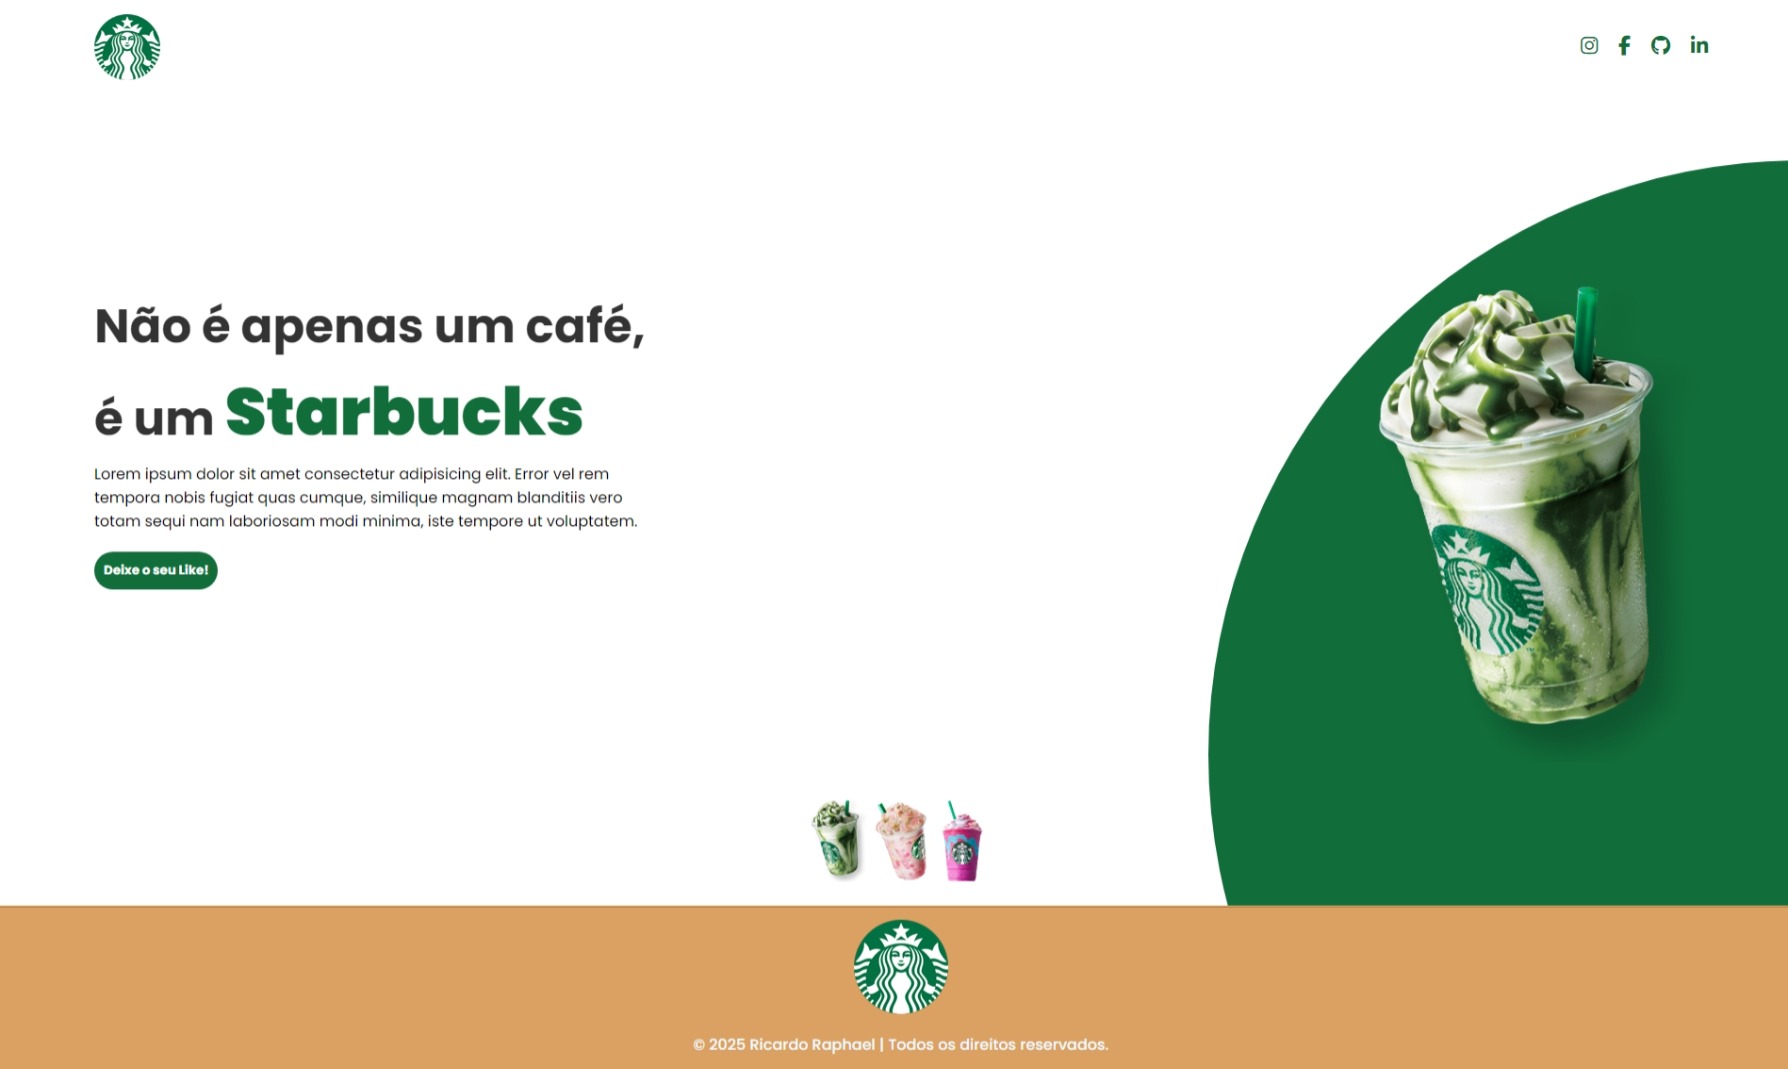 Não é apenas um café,
é um Starbucks
Lorem ipsum dolor sit amet consectetur adipisicing elit. Error vel rem
tempora nobis fugiat quas cumque, similique magnam blanditiis vero
totam sequi nam laboriosam modi minima, iste tempore ut voluptatem.
Deixe o seu Like!
© 2025 Ricardo Raphael | Todos os direitos reservados.